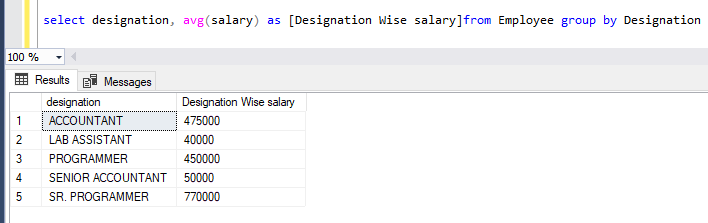 select designation, avg(salary) as [Designation Wise salary]from Employee group by Designation
100 %
Results Messages
designation Designation Wise salary
1 ACCOUNTANT 475000
2 LAB ASSISTANT 40000
3 PROGRAMMER 450000
4 SENIOR ACCOUNTANT 50000
5 SR. PROGRAMMER 770000